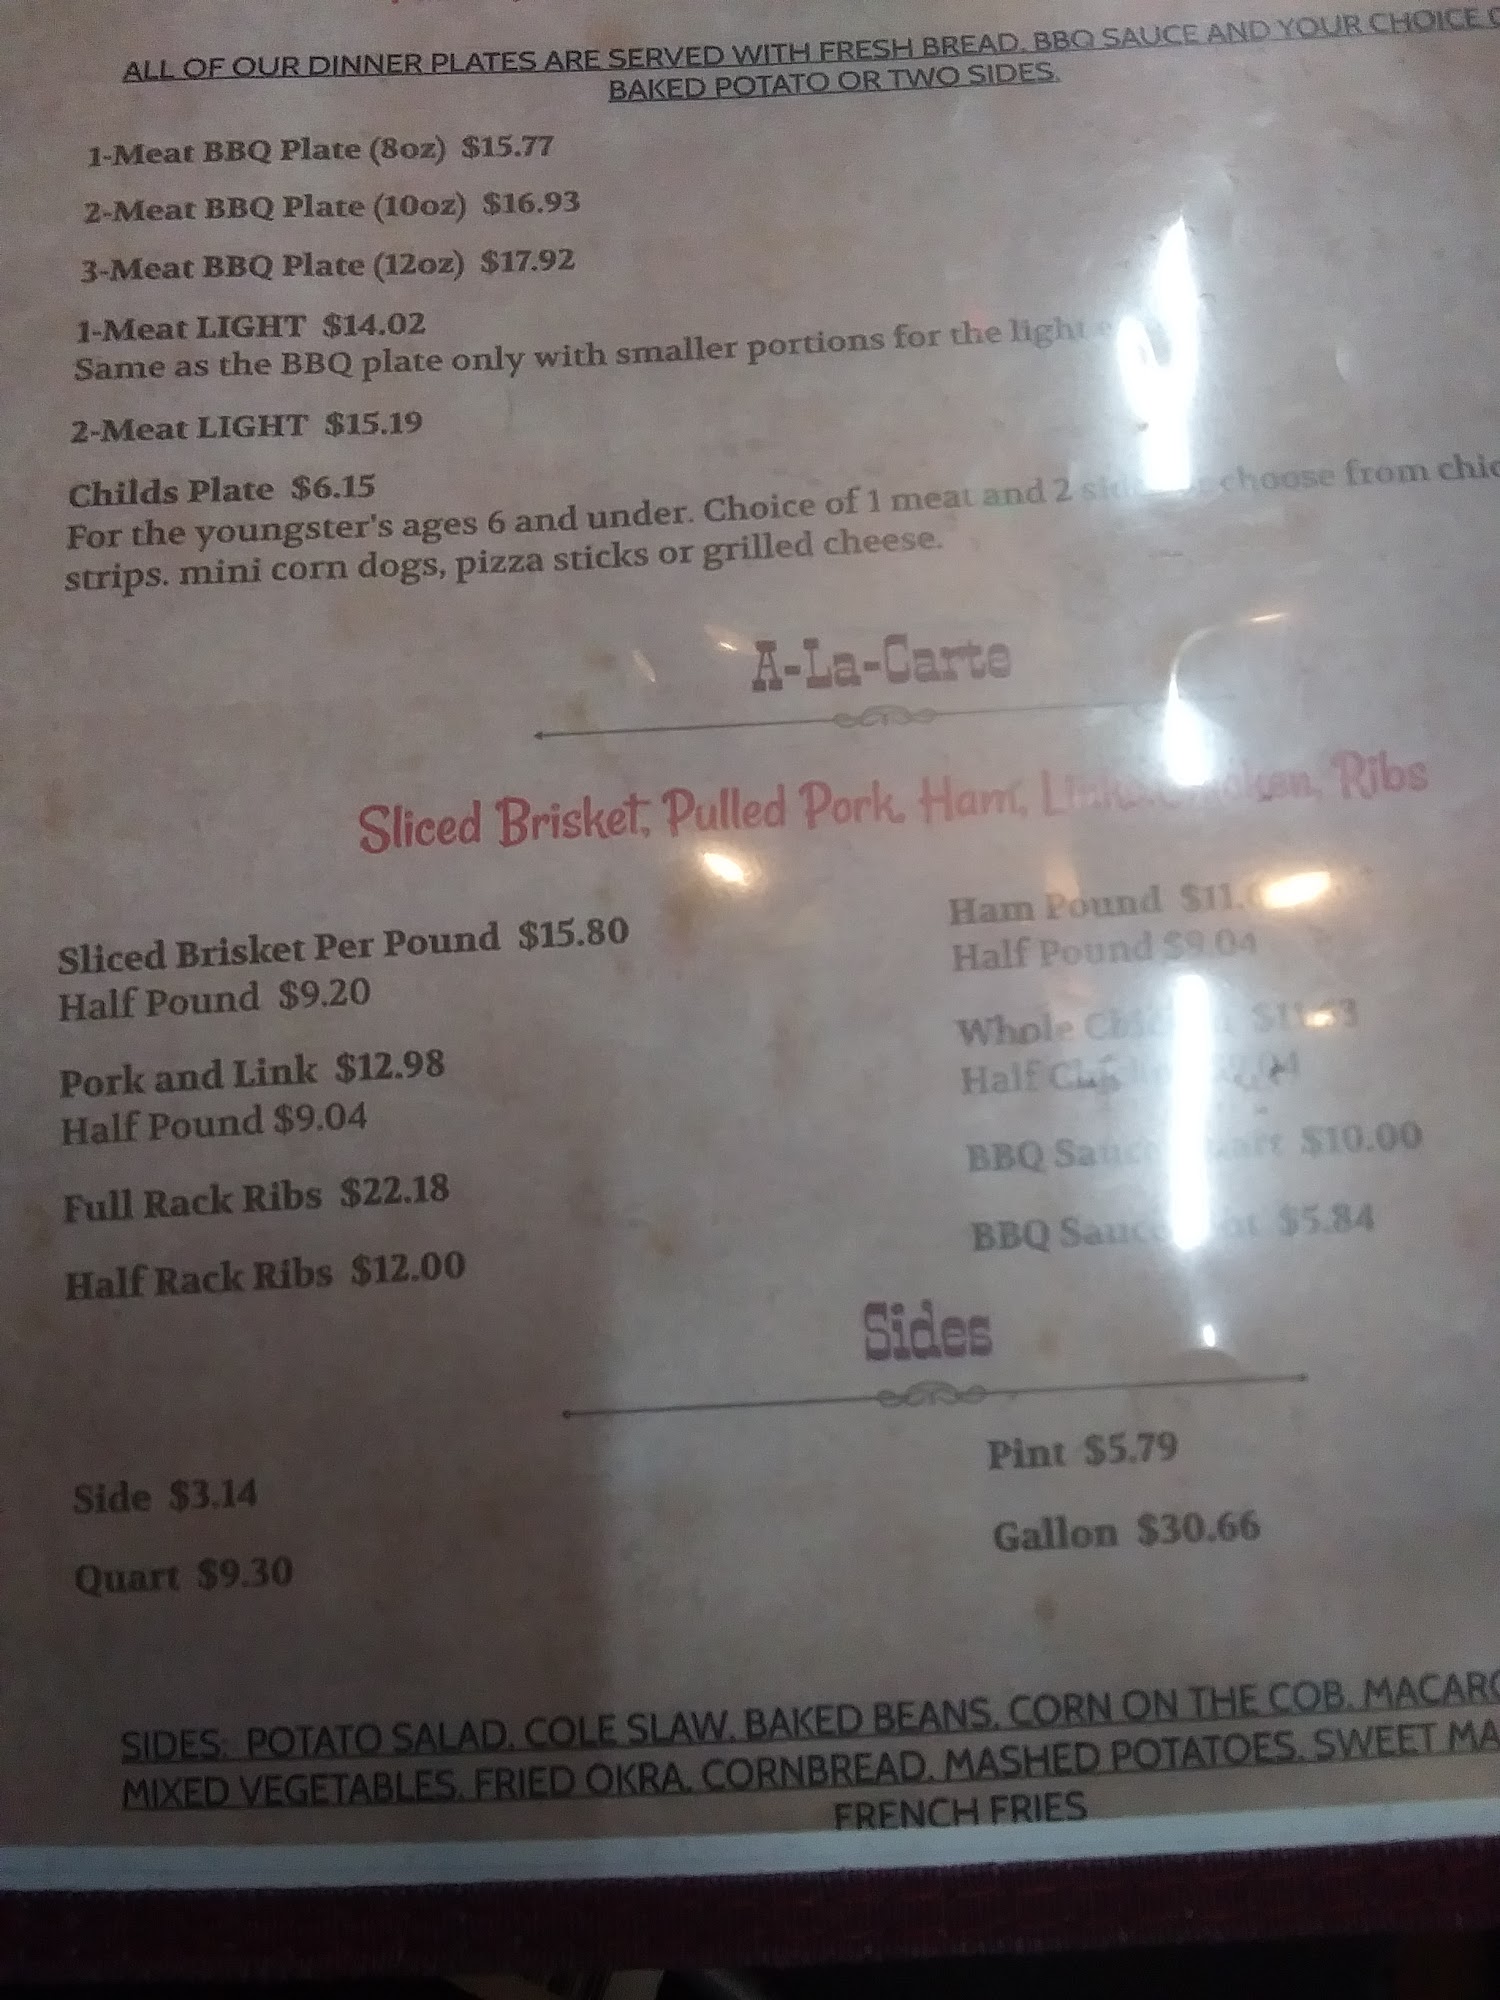 ALL OF OUR DINNER PLATES ARE SERVED WITH FRESH BREAD, BBQ SAUCE AND YOUR CHOICE
BAKED POTATO OR TWO SIDES.
1-Meat BBQ Plate (8oz) $15.77
2-Meat BBQ Plate (10oz) $16.93
3-Meat BBQ Plate (12oz) $17.92
1-Meat LIGHT $14.02
Same as the BBQ plate only with smaller portions for the light
2-Meat LIGHT $15.19
Childs Plate $6.15
For the youngster's ages 6 and under. Choice of 1 meat and 2 choose from
strips. mini corn dogs, pizza sticks or grilled cheese.
A-La-Carte
Sliced Brisket, Pulled Pork, Ham, Ribs
Sliced Brisket Per Pound $15.80
Half Pound $9.20
Pork and Link $12.98
Half Pound $9.04
Full Rack Ribs $22.18
Half Rack Ribs $12.00
Ham Pound
Half Pound $9.04
Whole
Half
BBQ Sauce $10.00
BBQ Sauce $5.84
Sides
Side $3.14
Quart $9.30
Pint $5.79
Gallon $30.66
SIDES: POTATO SALAD, COLE SLAW, BAKED BEANS, CORN ON THE COB,
MIXED VEGETABLES, FRIED OKRA, CORNBREAD, MASHED POTATOES, SWEET
FRENCH FRIES